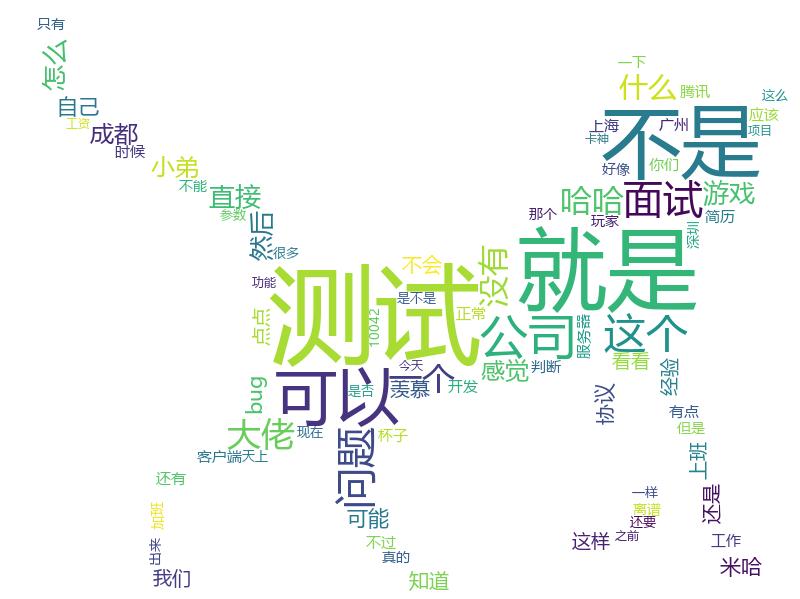 只有
怎么
自己
工资
成都
时候
小弟
不能
直接
参数
然后
很多
一下
什么
腾讯
这么
上海
广州
应该
卡神
项目
不是
好像
你们
哈哈
面试
游戏
那个
玩家
简历
深圳
功能
不会
没有
就是
是不是
测试
10042
正常
点点
公司
服务器
这个
今天
感觉
判断
看看
可以
是否
羡慕
一个
开发
经验
bug
协议
大佬
现在
杯子
有点
但是
客户端
天上
问题
上班
还有
可能
一样
还是
加班
离谱
还要
不过
这样
之前
工作
出来
真的
我们
知道
米哈